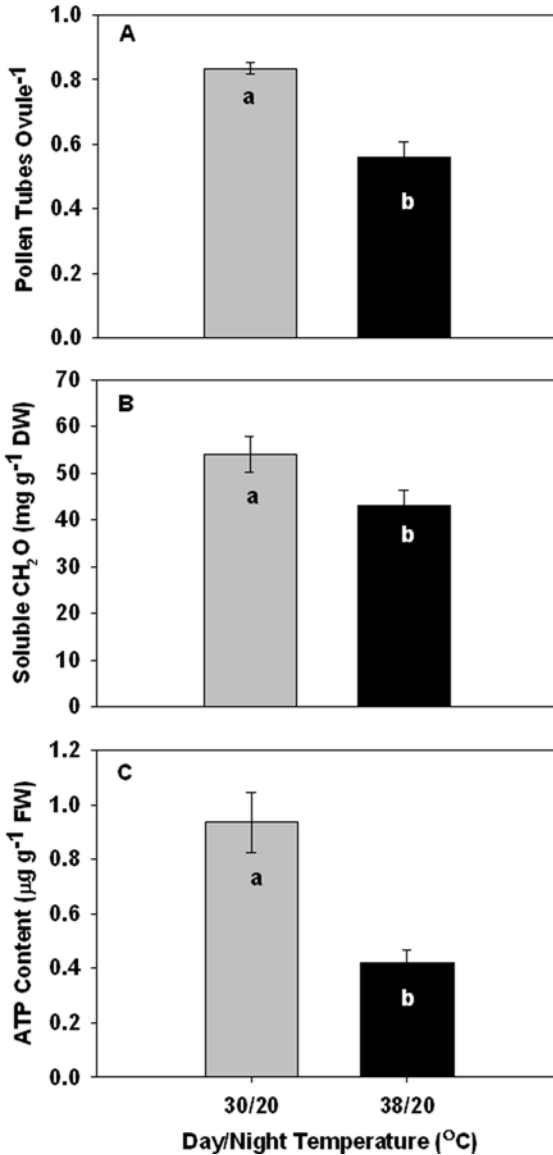 A
Pollen Tubes Ovule⁻¹
1.0
0.8
0.6
0.4
0.2
0.0
a
b
B
Soluble CH₂O (mg g⁻¹ DW)
70
60
50
40
30
20
10
0
a
b
C
ATP Content (µg g⁻¹ FW)
1.2
1.0
0.8
0.6
0.4
0.2
0.0
a
b
30/20
38/20
Day/Night Temperature (ᴼC)